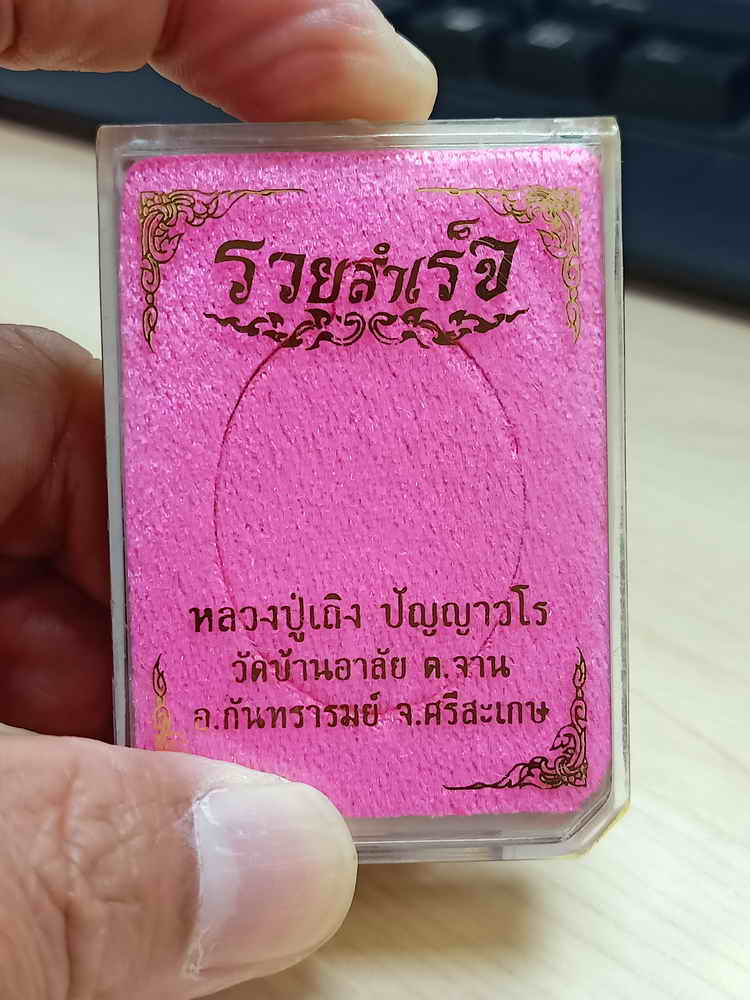 รวยสำเร็จ
หลวงปู่เถิง ปัญญาวโร
วัดบ้านอาลัย ต.จาน
อ.กันทรารมย์ จ.ศรีสะเกษ